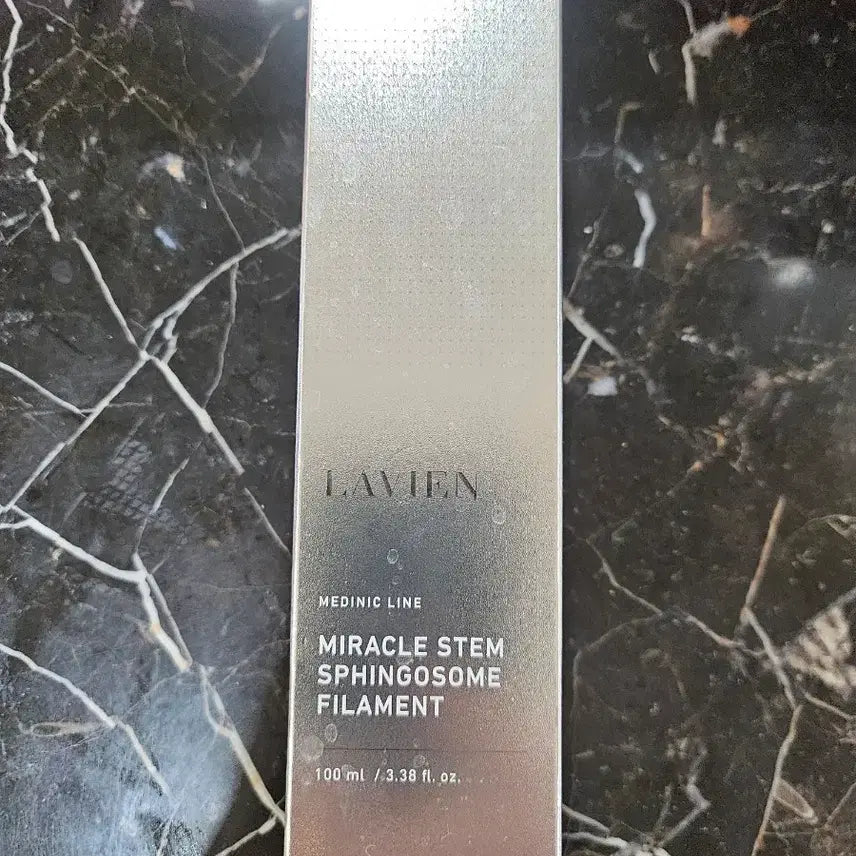 LAVIEN
MEDINIC LINE
MIRACLE STEM
SPHINGOSOME
FILAMENT
100 ml / 3.38 fl. oz.